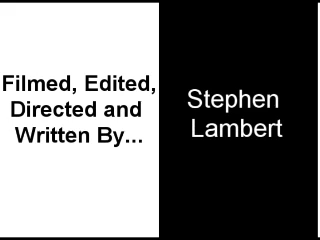 Filmed, Edited,
Directed and
Written By...
Stephen
Lambert